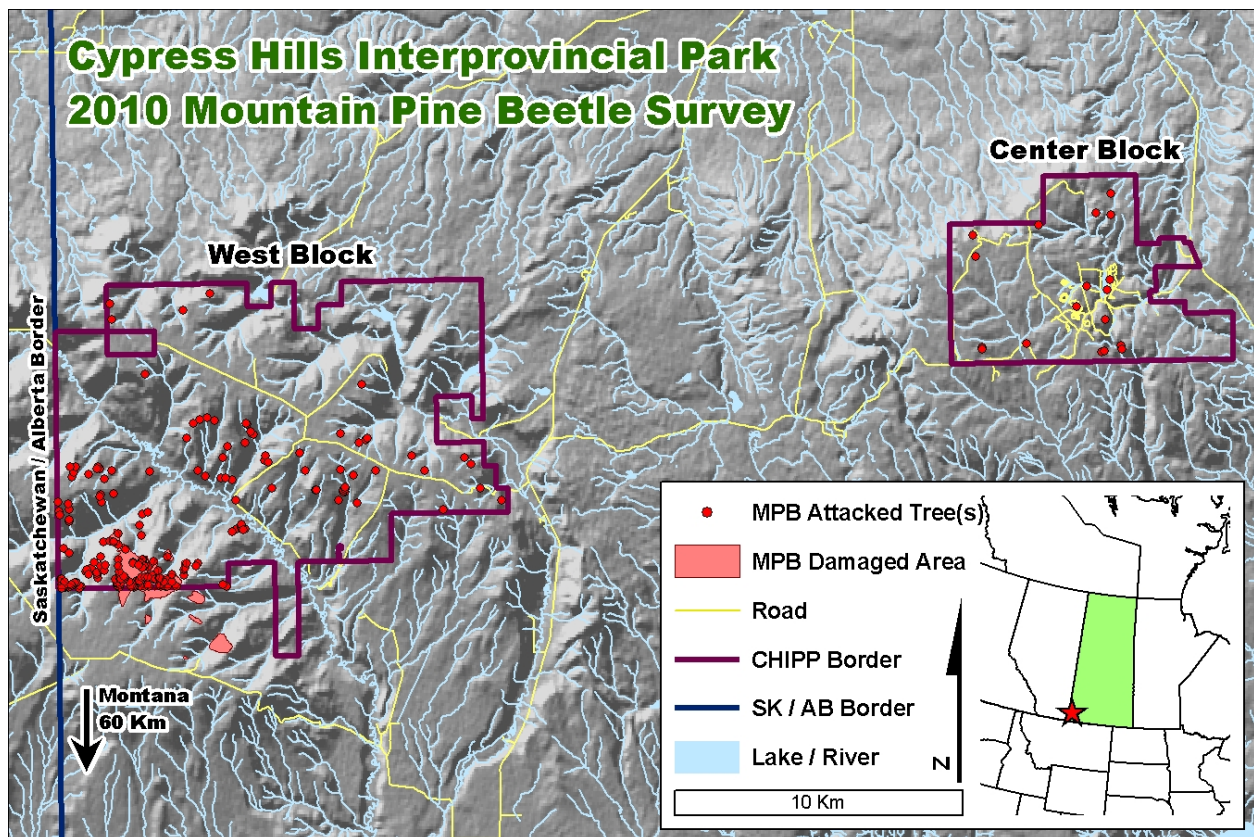 Cypress Hills Interprovincial Park
2010 Mountain Pine Beetle Survey
Center Block
West Block
Saskatchewan / Alberta Border
Montana
60 Km
MPB Attacked Tree(s)
MPB Damaged Area
Road
CHIPP Border
SK / AB Border
Lake / River
10 Km
N